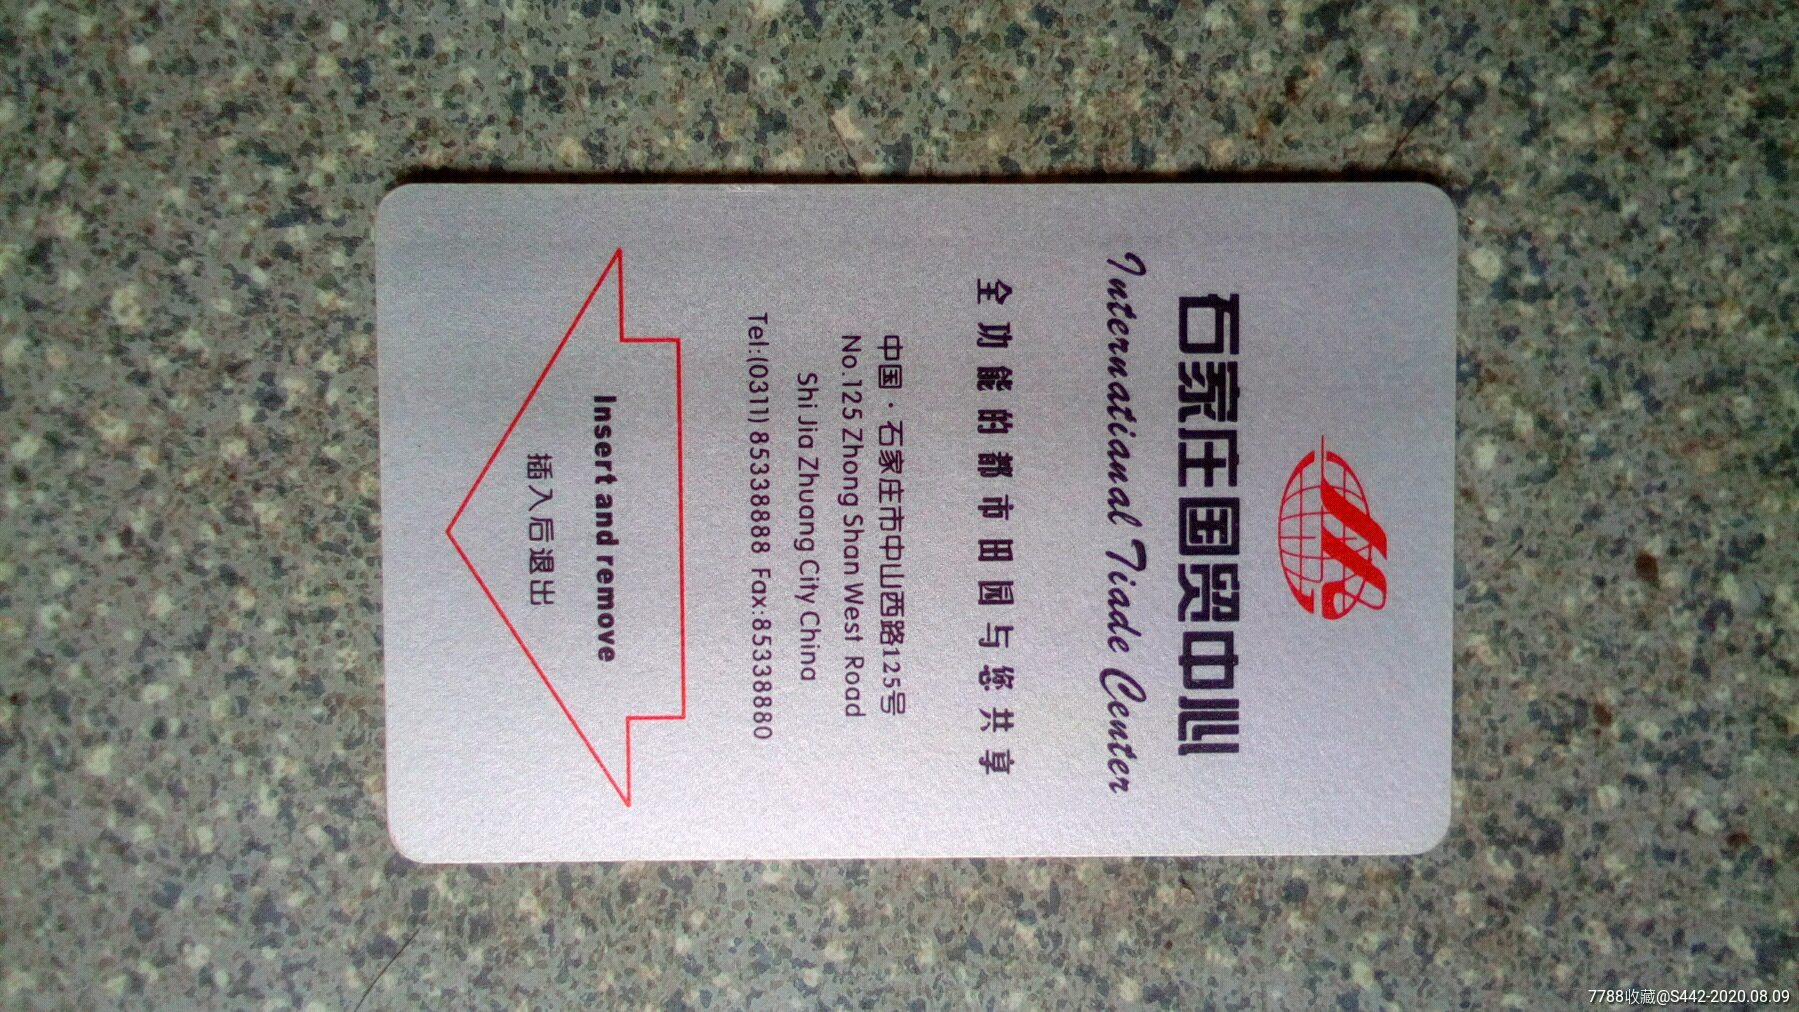 石家庄国贸中心
International Tiade Center
全功能的都市田园与您共享
中国·石家庄市中山西路125号
No.125 Zhong Shan West Road
Shi Jia Zhuang City China
Tel:(0311) 85338888 Fax:85338880
Insert and remove
插入后退出
7788收藏@S442-2020.08.09